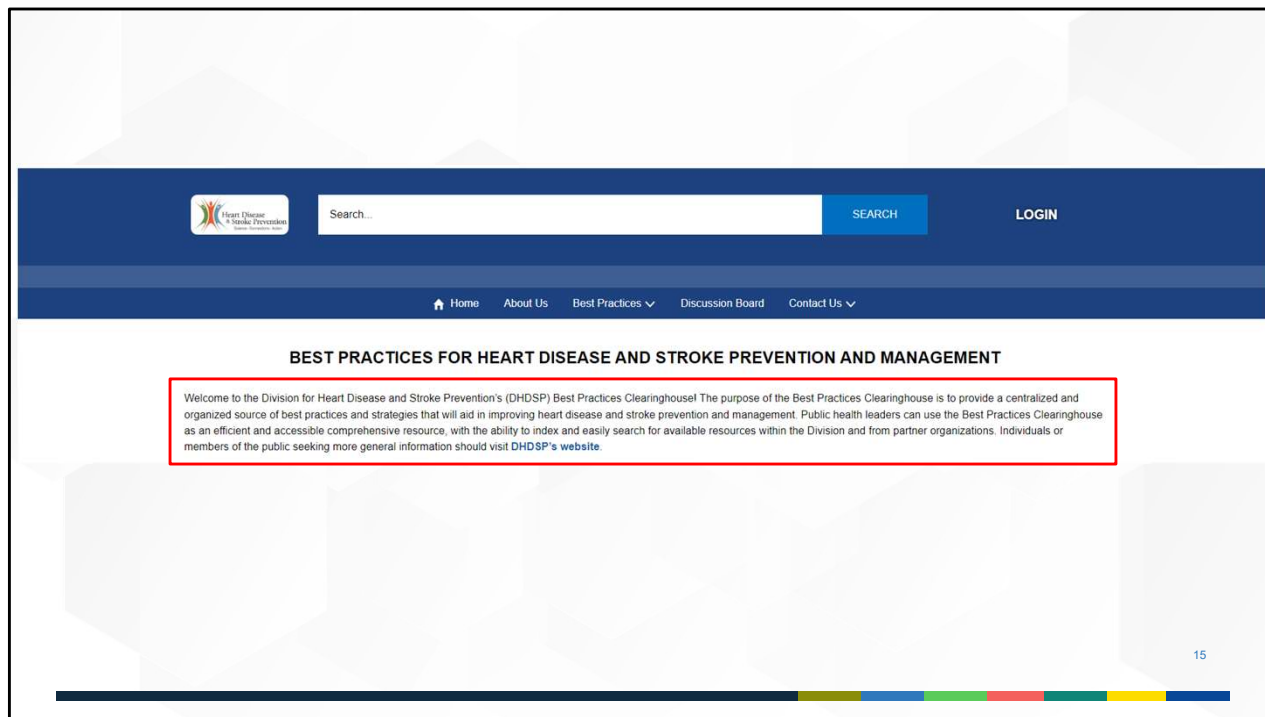 Heart Disease
& Stroke Prevention
Search...
SEARCH
LOGIN
Home About Us Best Practices Discussion Board Contact Us
BEST PRACTICES FOR HEART DISEASE AND STROKE PREVENTION AND MANAGEMENT
Welcome to the Division for Heart Disease and Stroke Prevention's (DHDSP) Best Practices Clearinghouse! The purpose of the Best Practices Clearinghouse is to provide a centralized and
organized source of best practices and strategies that will aid in improving heart disease and stroke prevention and management. Public health leaders can use the Best Practices Clearinghouse
as an efficient and accessible comprehensive resource, with the ability to index and easily search for available resources within the Division and from partner organizations. Individuals or
members of the public seeking more general information should visit DHDSP's website.
15